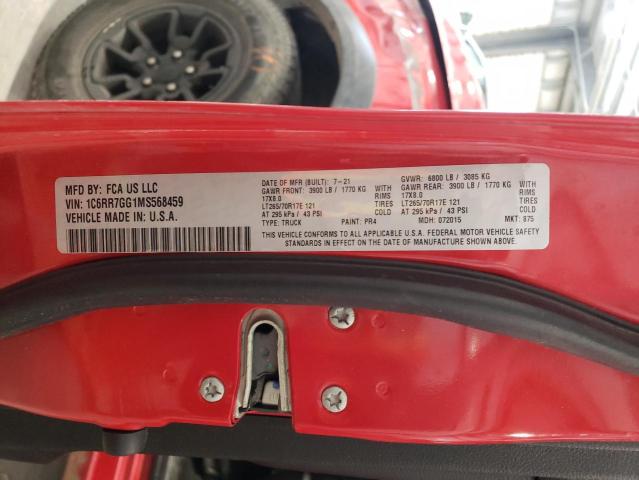 MFD BY: FCA US LLC
VIN: 1C6RR7GG1MS568459
VEHICLE MADE IN: U.S.A.
DATE OF MFR (BUILT): 7-21 GVWR: 6800 LB / 3085 KG
GAWR FRONT: 3900 LB / 1770 KG WITH GAWR REAR: 3900 LB / 1770 KG WITH
17X8.0 RIMS 17X8.0 RIMS
LT265/70R17E 121 TIRES LT265/70R17E 121 TIRES
AT 295 kPa / 43 PSI COLD AT 295 kPa / 43 PSI COLD
TYPE: TRUCK PAINT: PR4 MDH: 072015 MKT: 875
THIS VEHICLE CONFORMS TO ALL APPLICABLE U.S.A. FEDERAL MOTOR VEHICLE SAFETY
STANDARDS IN EFFECT ON THE DATE OF MANUFACTURE SHOWN ABOVE.